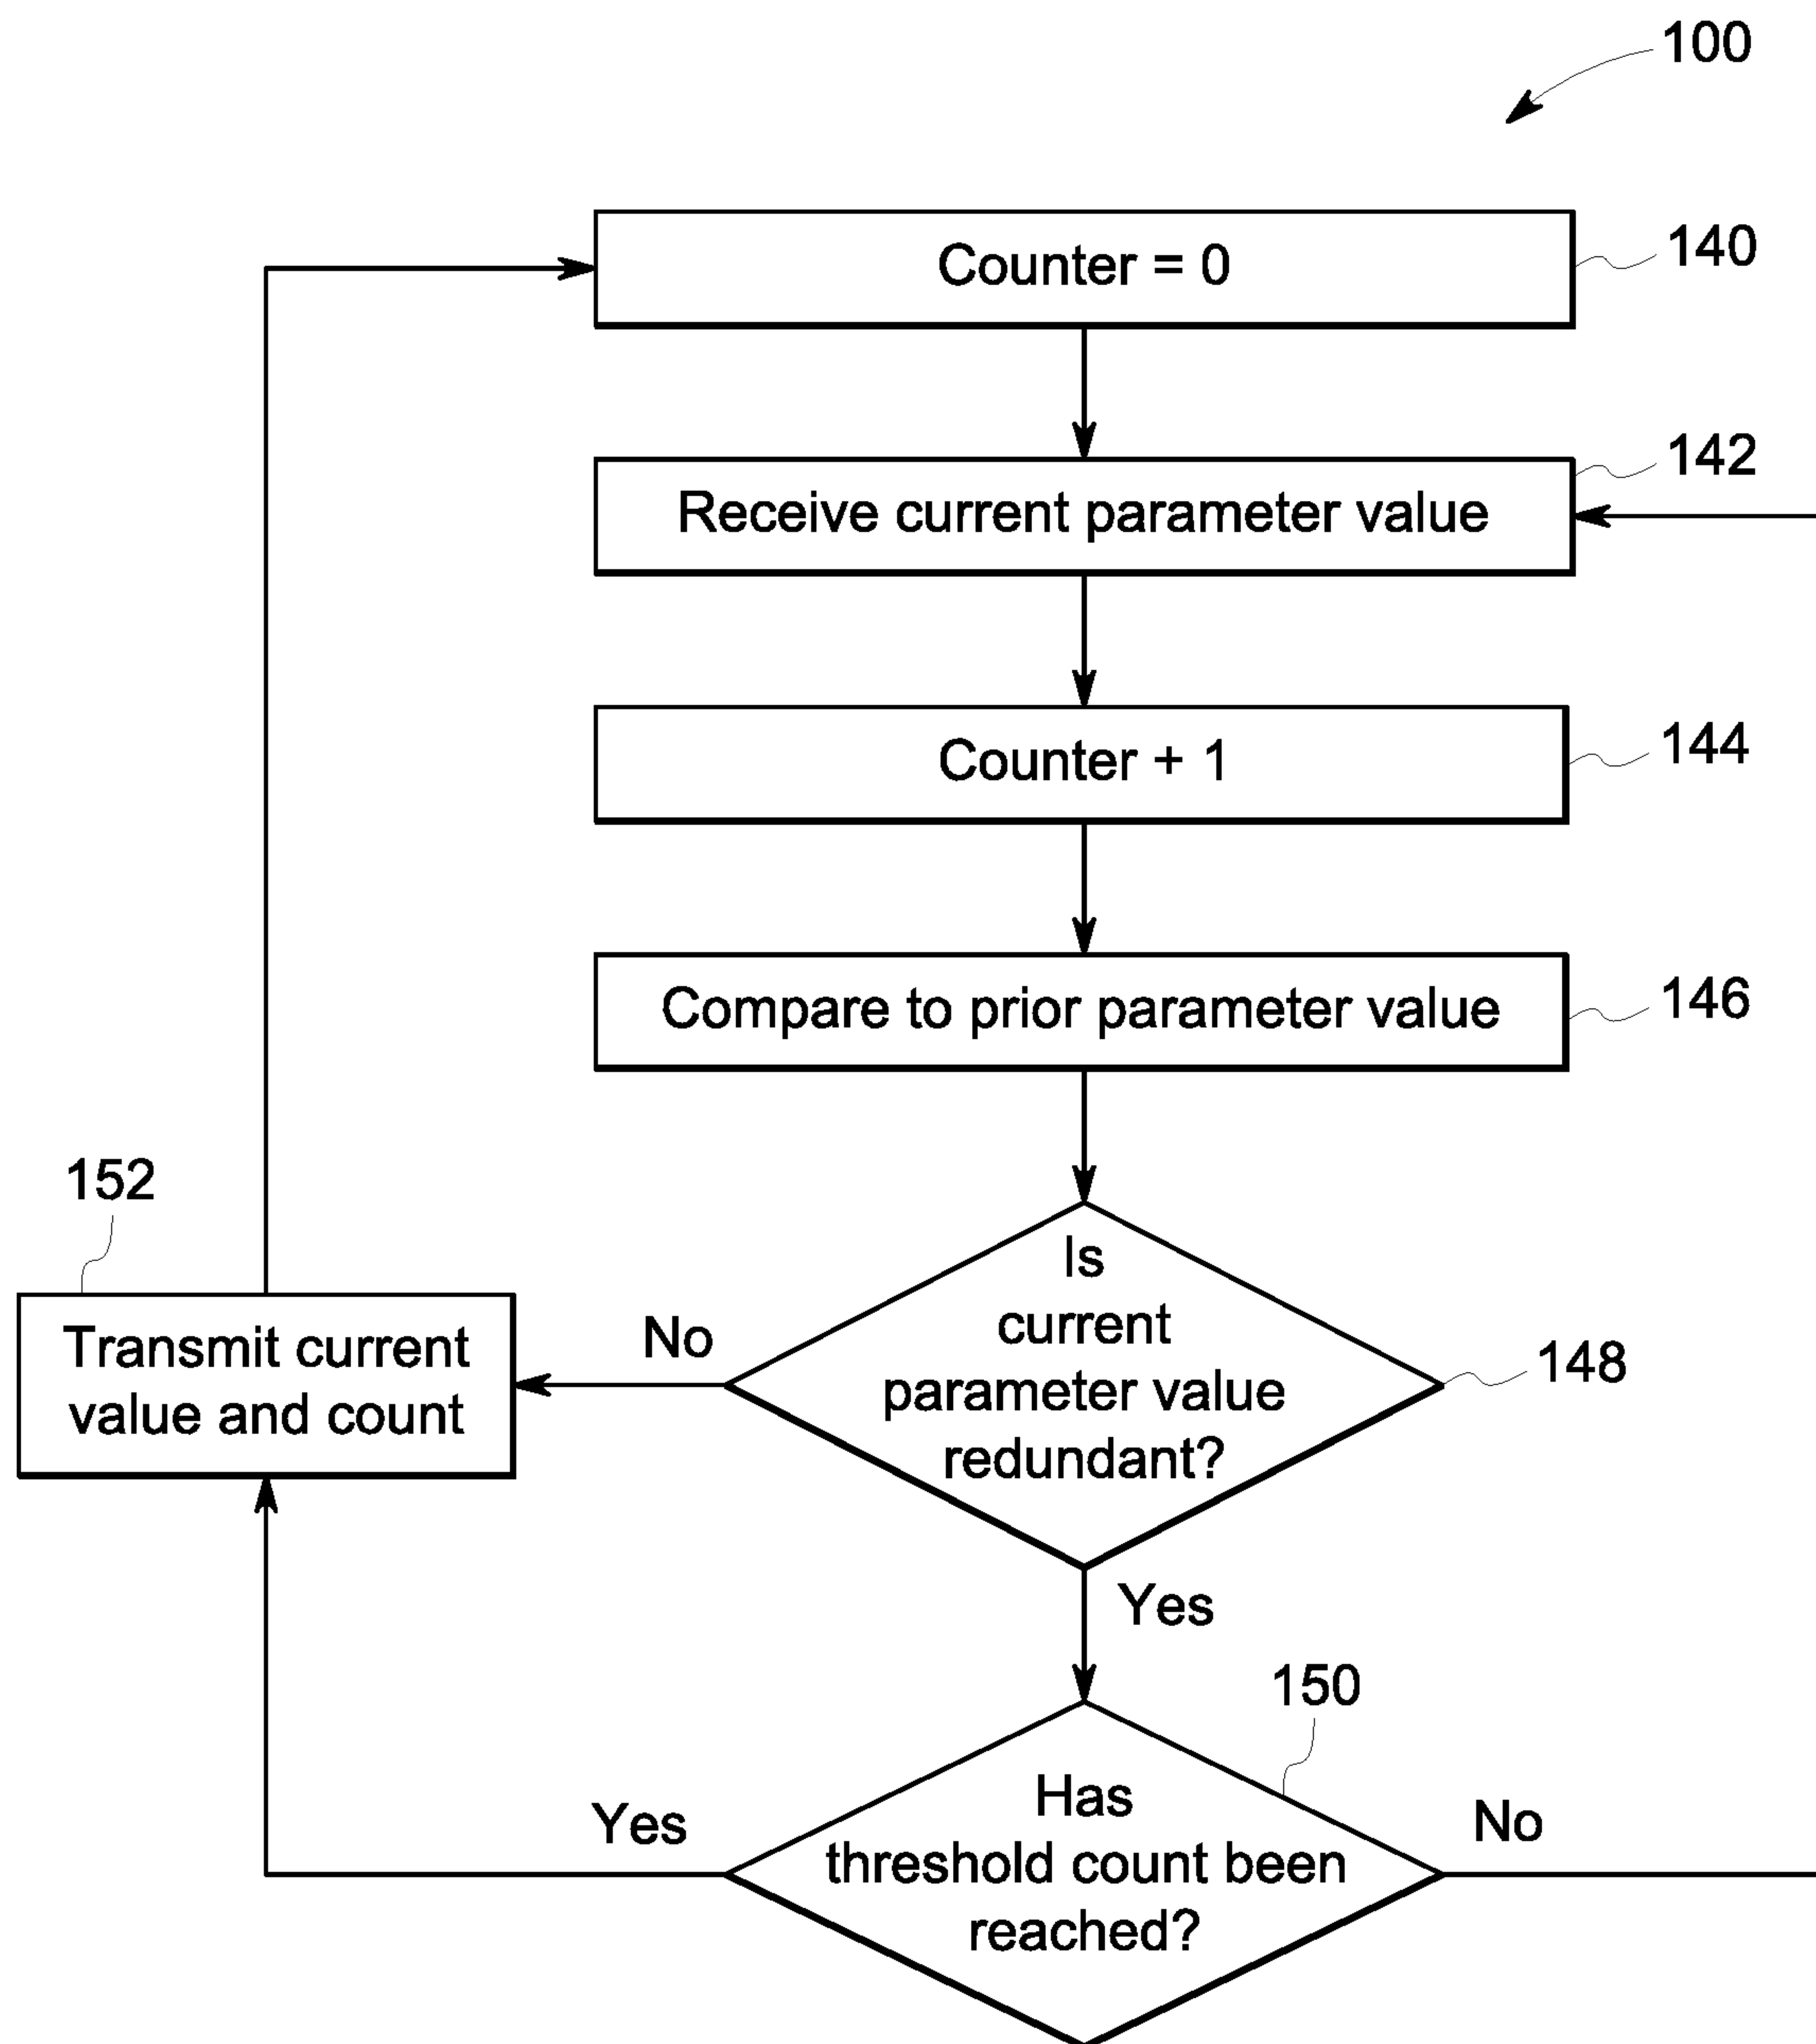 100
Counter = 0
140
Receive current parameter value
142
Counter + 1
144
Compare to prior parameter value
146
152
Transmit current
value and count
No
Is
current
parameter value
redundant?
148
Yes
150
Yes
Has
threshold count been
reached?
No